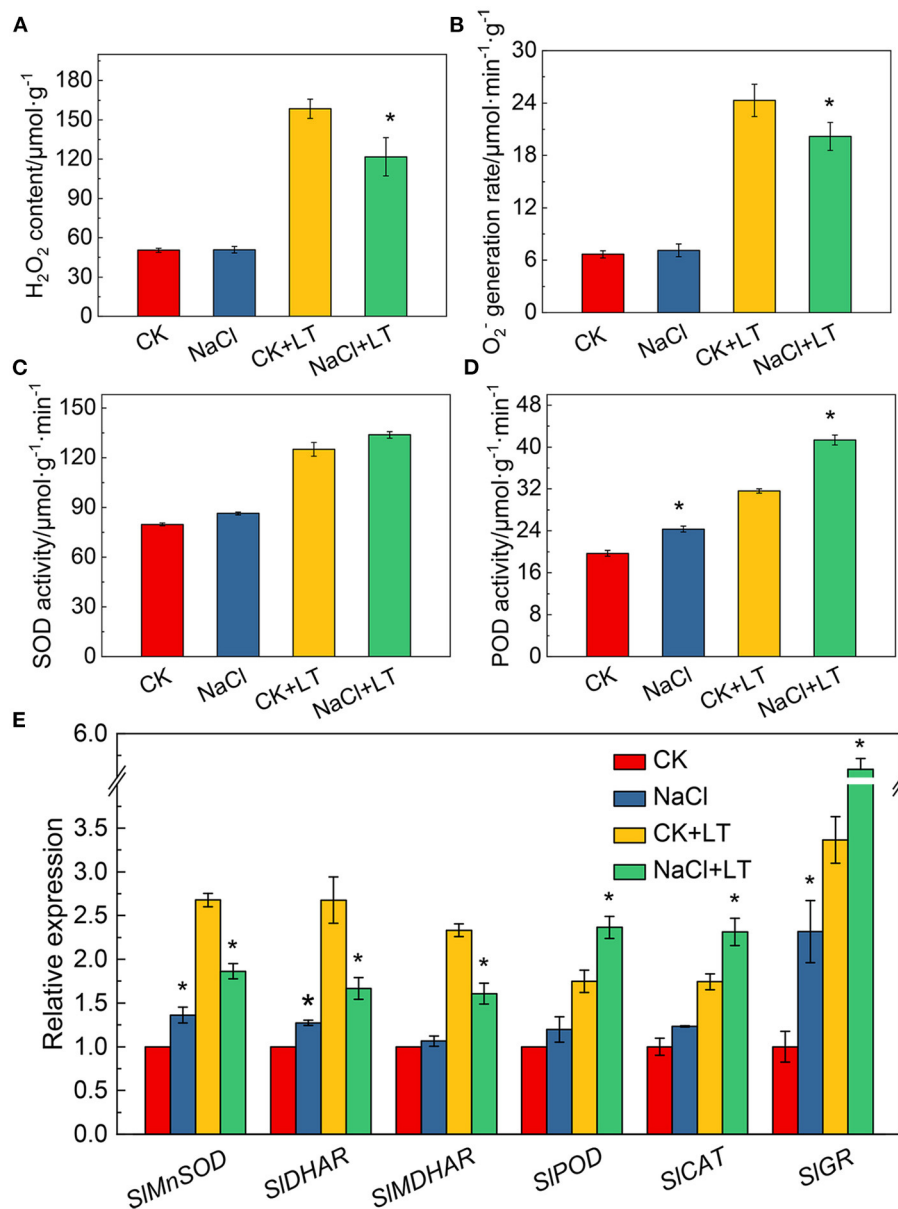 A
H₂O₂ content/μmol·g⁻¹
180
150
120
90
60
30
0
*
CK
NaCl
CK+LT
NaCl+LT
B
O₂⁻ generation rate/μmol·min⁻¹·g⁻¹
30
24
18
12
6
0
*
CK
NaCl
CK+LT
NaCl+LT
C
SOD activity/μmol·g⁻¹·min⁻¹
150
120
90
60
30
0
CK
NaCl
CK+LT
NaCl+LT
D
POD activity/μmol·g⁻¹·min⁻¹
48
40
32
24
16
8
0
*
*
CK
NaCl
CK+LT
NaCl+LT
E
Relative expression
6.0
3.5
3.0
2.5
2.0
1.5
1.0
0.5
0.0
CK
NaCl
CK+LT
NaCl+LT
* * * * * * * * *
SlMnSOD
SlDHAR
SlMDHAR
SlPOD
SlCAT
SlGR